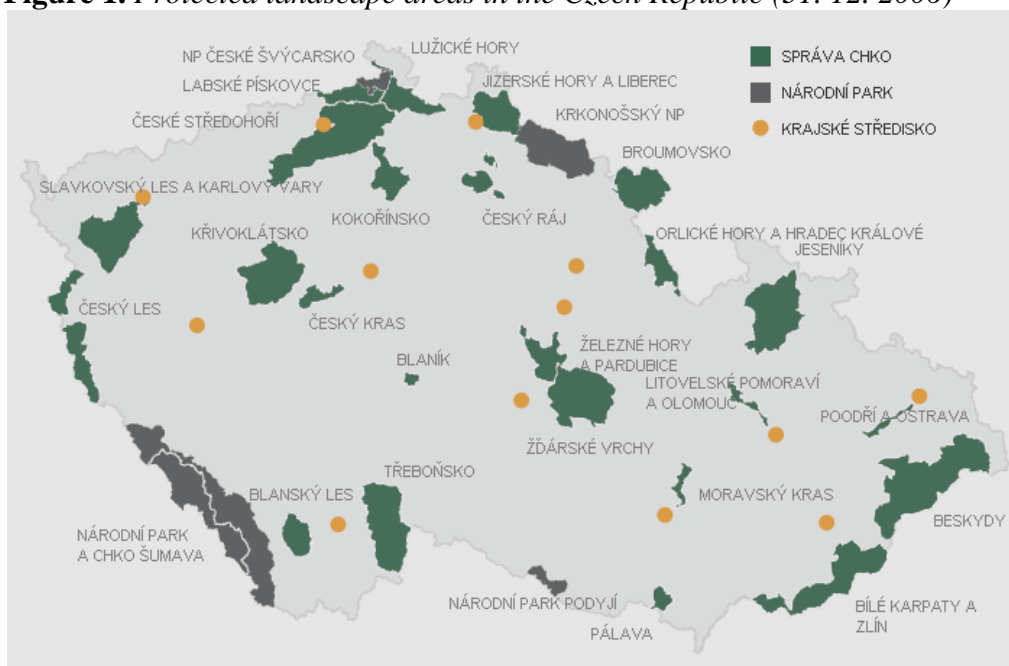 Figure 1. Protected landscape areas in the Czech Republic (31. 12. 2006)
NP ČESKÉ ŠVÝCARSKO
LUŽICKÉ HORY
LABSKÉ PÍSKOVCE
JIZERSKÉ HORY A LIBEREC
ČESKÉ STŘEDOHOŘÍ
KRKONOŠSKÝ NP
BROUMOVSKO
SPRÁVA CHKO
NÁRODNÍ PARK
KRAJSKÉ STŘEDISKO
SLAVKOVSKÝ LES A KARLOVY VARY
KOKOŘÍNSKO
ČESKÝ RÁJ
KŘIVOKLÁTSKO
ORLICKÉ HORY A HRADEC KRÁLOVÉ
JESENÍKY
ČESKÝ LES
ČESKÝ KRAS
BLANÍK
ŽELEZNÉ HORY
A PARDUBICE
LITOVELSKÉ POMORAVÍ
A OLOMOUC
POODŘÍ A OSTRAVA
ŽĎÁRSKÉ VRCHY
TŘEBOŇSKO
BLANSKÝ LES
MORAVSKÝ KRAS
BESKYDY
NÁRODNÍ PARK
A CHKO ŠUMAVA
NÁRODNÍ PARK PODYJÍ
PÁLAVA
BÍLÉ KARPATY A
ZLÍN